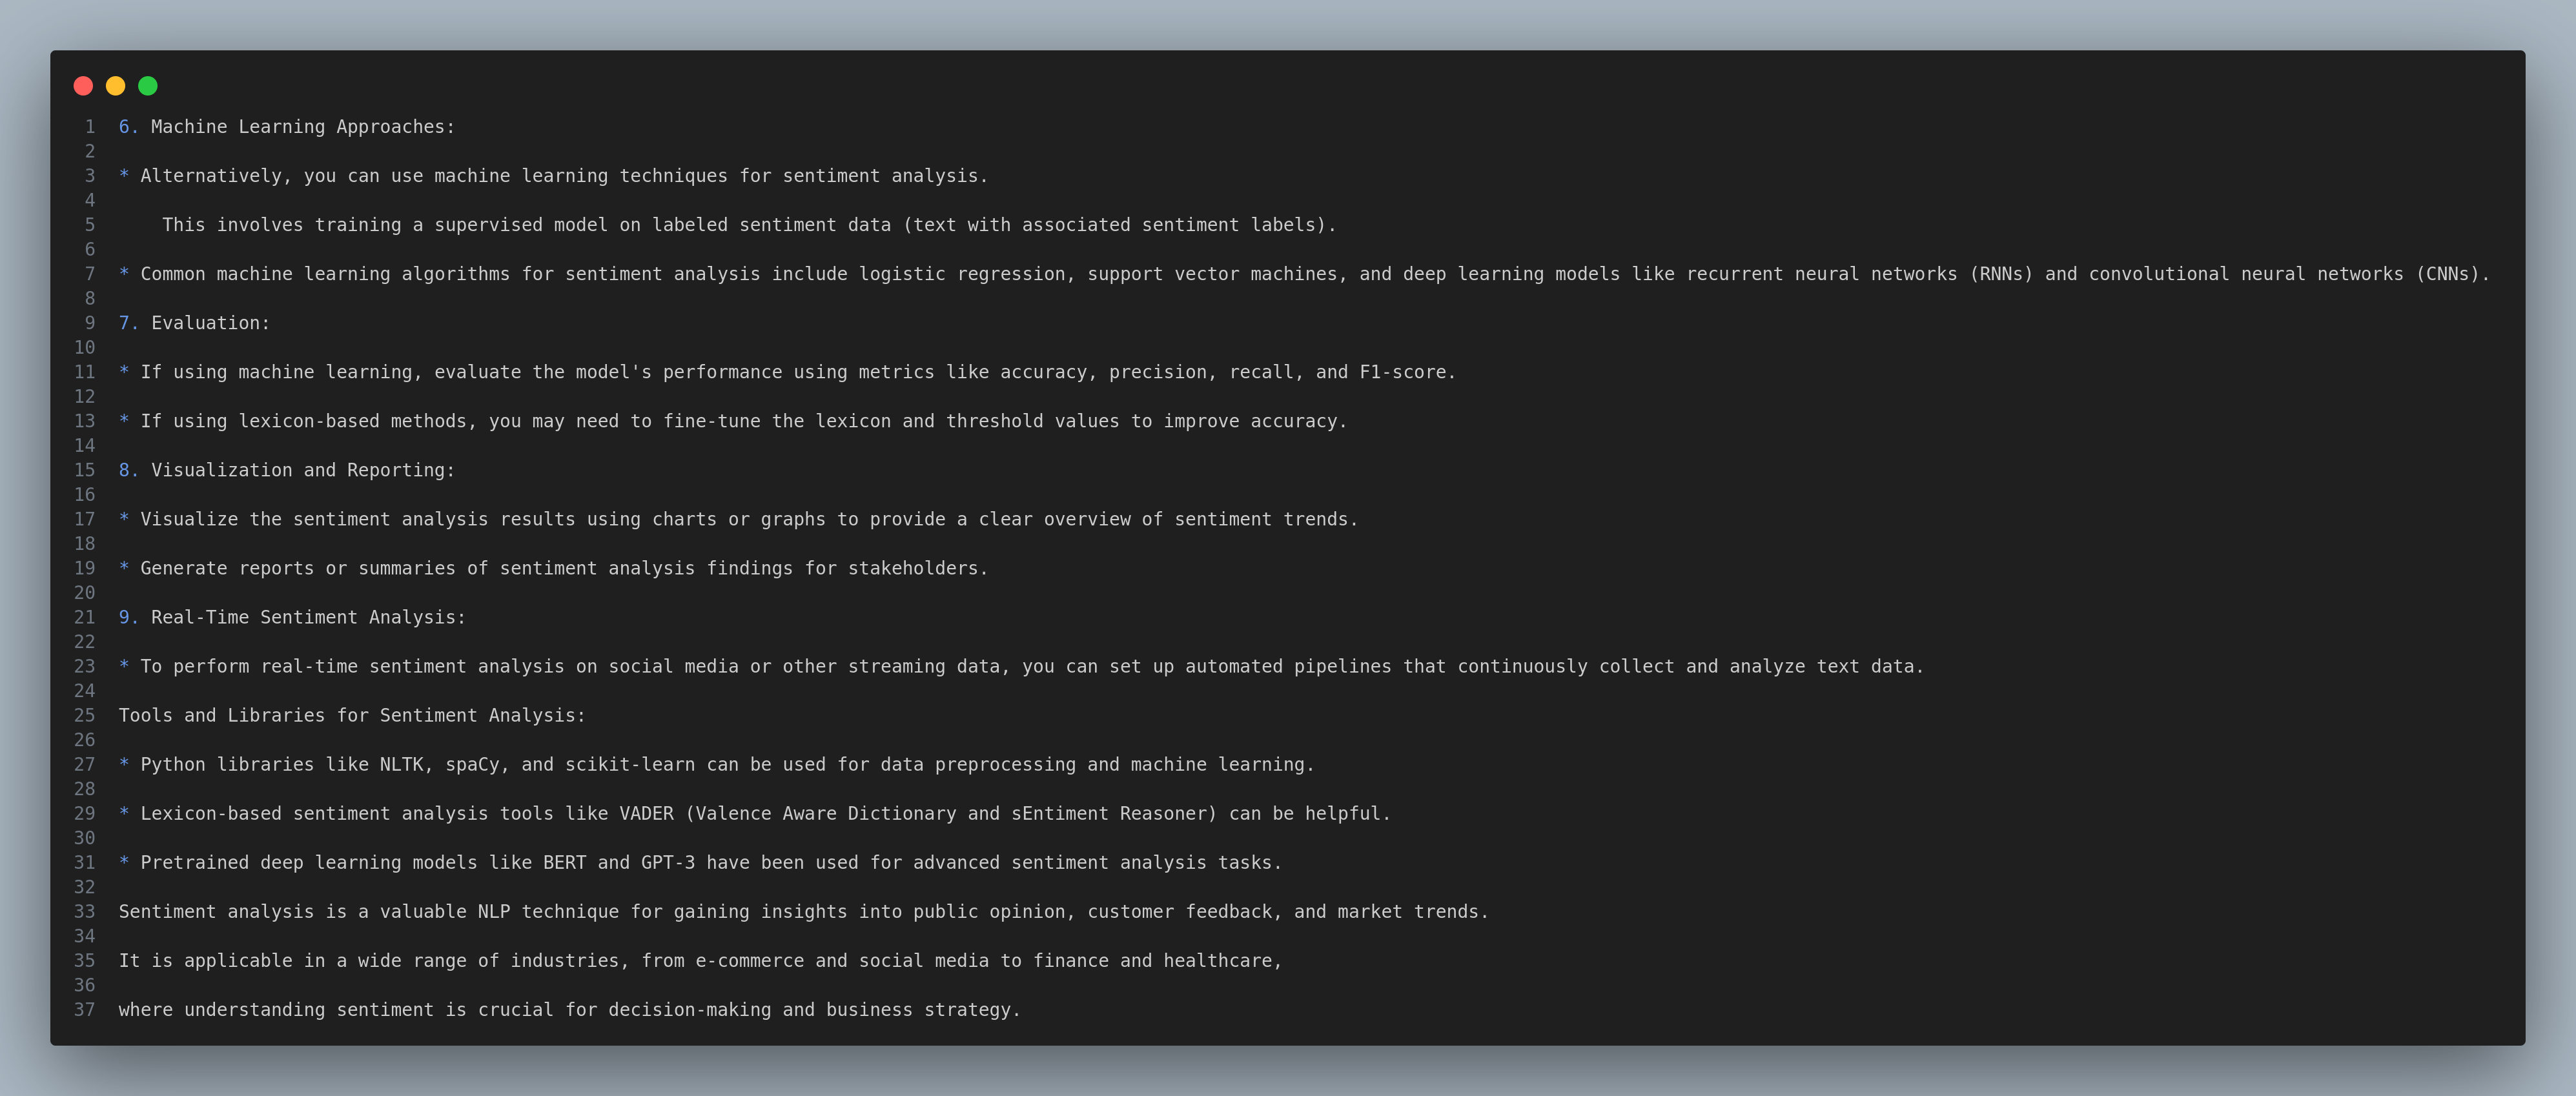 1 6. Machine Learning Approaches:
2
3 * Alternatively, you can use machine learning techniques for sentiment analysis.
4
5 This involves training a supervised model on labeled sentiment data (text with associated sentiment labels).
6
7 * Common machine learning algorithms for sentiment analysis include logistic regression, support vector machines, and deep learning models like recurrent neural networks (RNNs) and convolutional neural networks (CNNs).
8
9 7. Evaluation:
10
11 * If using machine learning, evaluate the model's performance using metrics like accuracy, precision, recall, and F1-score.
12
13 * If using lexicon-based methods, you may need to fine-tune the lexicon and threshold values to improve accuracy.
14
15 8. Visualization and Reporting:
16
17 * Visualize the sentiment analysis results using charts or graphs to provide a clear overview of sentiment trends.
18
19 * Generate reports or summaries of sentiment analysis findings for stakeholders.
20
21 9. Real-Time Sentiment Analysis:
22
23 * To perform real-time sentiment analysis on social media or other streaming data, you can set up automated pipelines that continuously collect and analyze text data.
24
25 Tools and Libraries for Sentiment Analysis:
26
27 * Python libraries like NLTK, spaCy, and scikit-learn can be used for data preprocessing and machine learning.
28
29 * Lexicon-based sentiment analysis tools like VADER (Valence Aware Dictionary and sEntiment Reasoner) can be helpful.
30
31 * Pretrained deep learning models like BERT and GPT-3 have been used for advanced sentiment analysis tasks.
32
33 Sentiment analysis is a valuable NLP technique for gaining insights into public opinion, customer feedback, and market trends.
34
35 It is applicable in a wide range of industries, from e-commerce and social media to finance and healthcare,
36
37 where understanding sentiment is crucial for decision-making and business strategy.